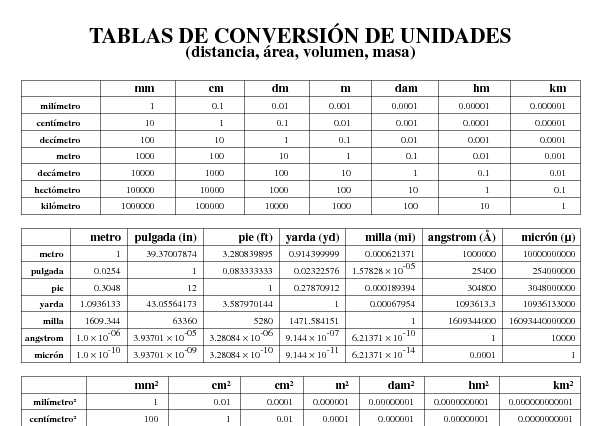 TABLAS DE CONVERSIÓN DE UNIDADES
(distancia, área, volumen, masa)
mm cm dm m dam hm km
milímetro 1 0.1 0.01 0.001 0.0001 0.00001 0.000001
centímetro 10 1 0.1 0.01 0.001 0.0001 0.00001
decímetro 100 10 1 0.1 0.01 0.001 0.0001
metro 1000 100 10 1 0.1 0.01 0.001
decámetro 10000 1000 100 10 1 0.1 0.01
hectómetro 100000 10000 1000 100 10 1 0.1
kilómetro 1000000 100000 10000 1000 100 10 1
metro pulgada (in) pie (ft) yarda (yd) milla (mi) angstrom (Å) micrón (µ)
metro 1 39.37007874 3.280839895 0.914399999 0.000621371 1000000 10000000000
pulgada 0.0254 1 0.083333333 0.02322576 1.57828 × 10⁻⁰⁵ 25400 254000000
pie 0.3048 12 1 0.27870912 0.000189394 304800 3048000000
yarda 1.0936133 43.05564173 3.587970144 1 0.00067954 1093613.3 10936133000
milla 1609.344 63360 5280 1471.584151 1 1609344000 16093440000000
angstrom 1.0 × 10⁻⁰⁶ 3.93701 × 10⁻⁰⁵ 3.28084 × 10⁻⁰⁶ 9.144 × 10⁻⁰⁷ 6.21371 × 10⁻¹⁰ 1 10000
micrón 1.0 × 10⁻¹⁰ 3.93701 × 10⁻⁰⁹ 3.28084 × 10⁻¹⁰ 9.144 × 10⁻¹¹ 6.21371 × 10⁻¹⁴ 0.0001 1
mm² cm² cm² m² dam² hm² km²
milímetro² 1 0.01 0.0001 0.000001 0.00000001 0.0000000001 0.000000000001
centímetro² 100 1 0.01 0.0001 0.000001 0.00000001 0.0000000001